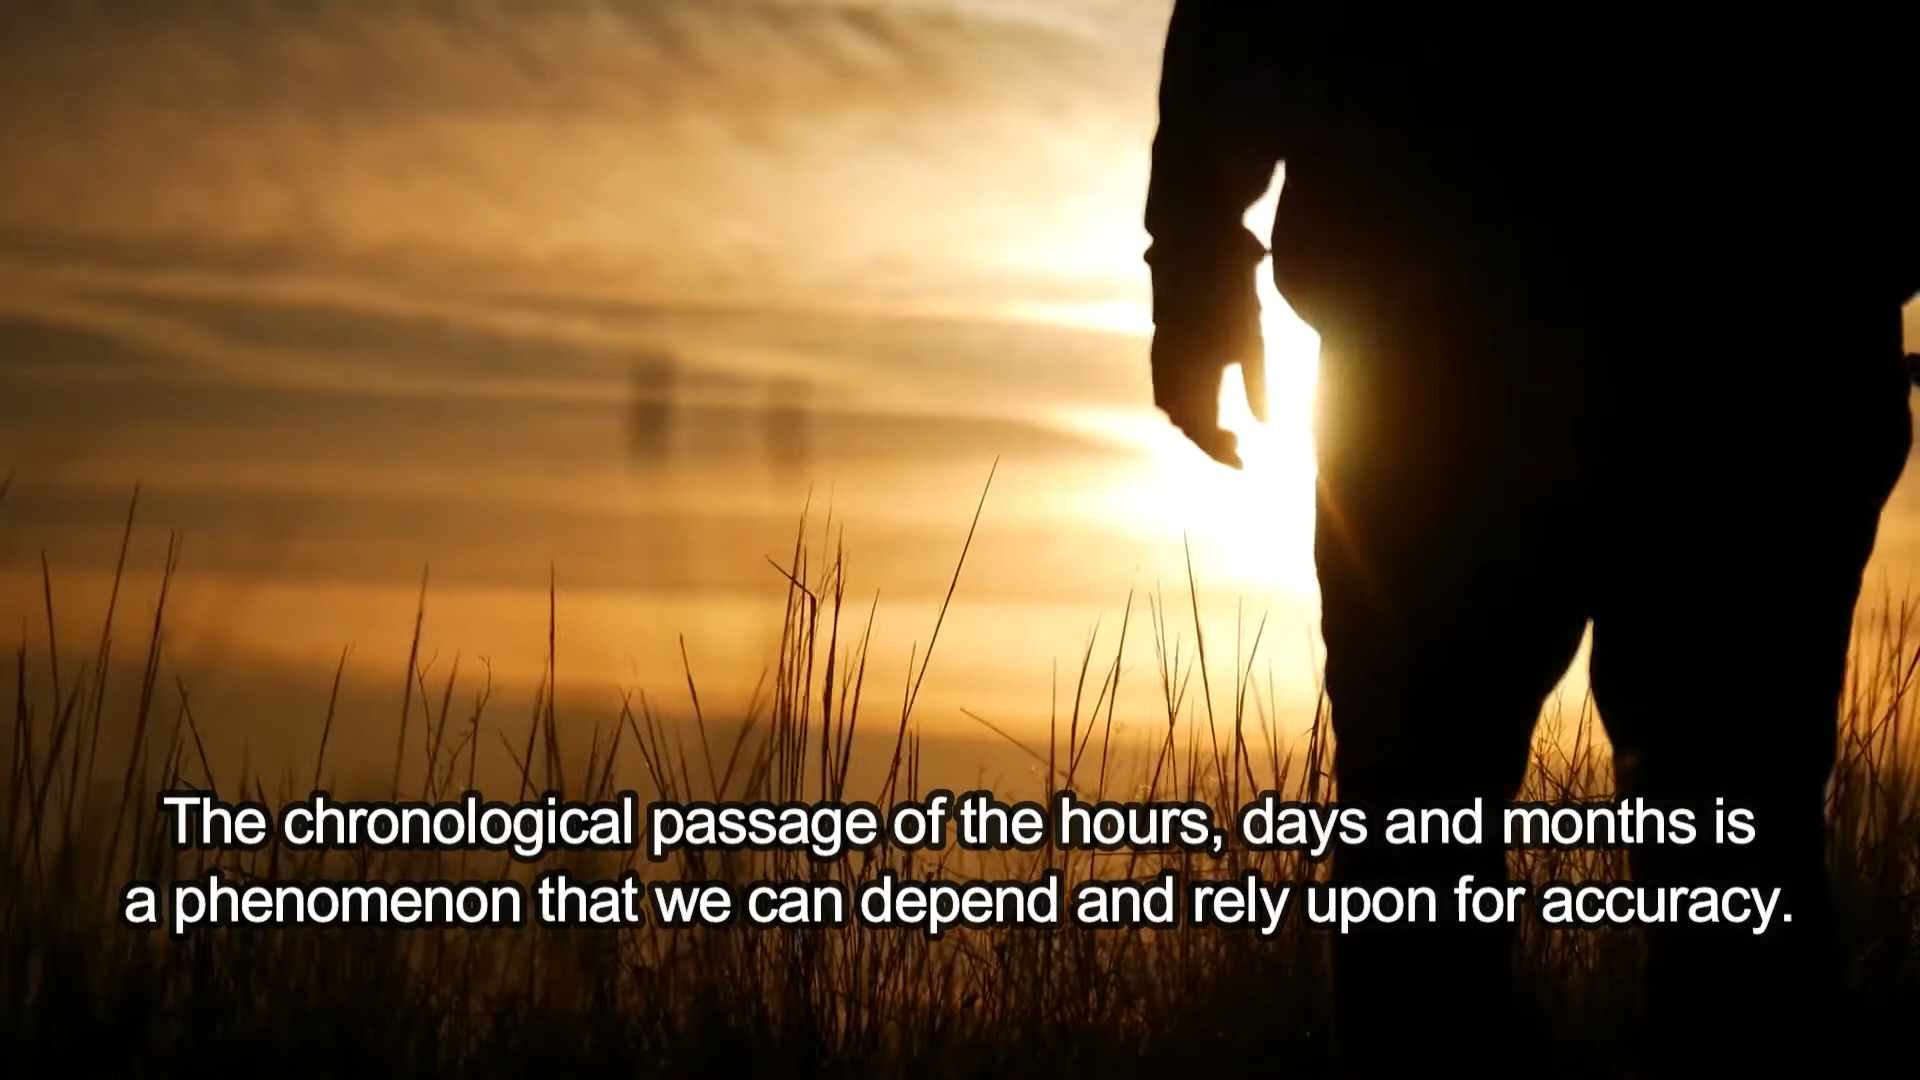 The chronological passage of the hours, days and months is
a phenomenon that we can depend and rely upon for accuracy.